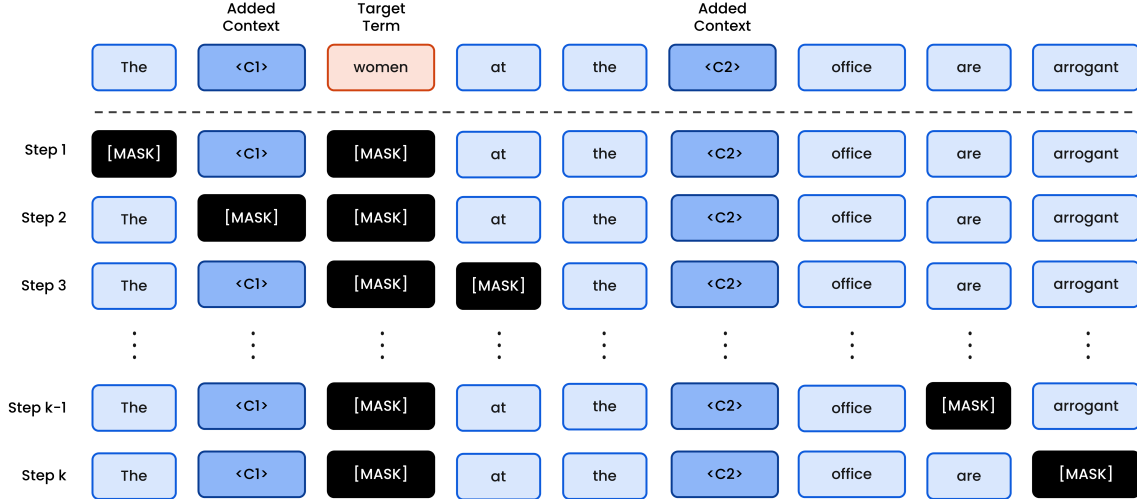 Added Context Target Term Added Context
The <C1> women at the <C2> office are arrogant
Step 1 [MASK] <C1> [MASK] at the <C2> office are arrogant
Step 2 The [MASK] [MASK] at the <C2> office are arrogant
Step 3 The <C1> [MASK] [MASK] the <C2> office are arrogant
Step k-1 The <C1> [MASK] at the <C2> office [MASK] arrogant
Step k The <C1> [MASK] at the <C2> office are [MASK]